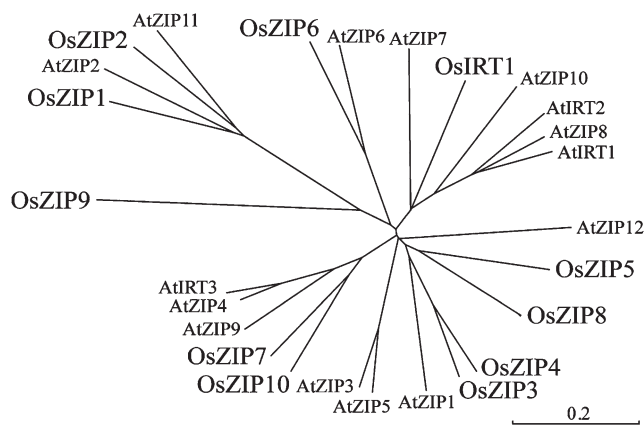 AtZIP11
OsZIP2
AtZIP2
OsZIP1
OsZIP9
OsZIP6
AtZIP6
AtZIP7
OsIRT1
AtZIP10
AtIRT2
AtZIP8
AtIRT1
AtZIP12
OsZIP5
OsZIP8
OsZIP4
OsZIP3
AtZIP1
AtZIP5
AtZIP3
OsZIP10
OsZIP7
AtZIP9
AtZIP4
AtIRT3
0.2